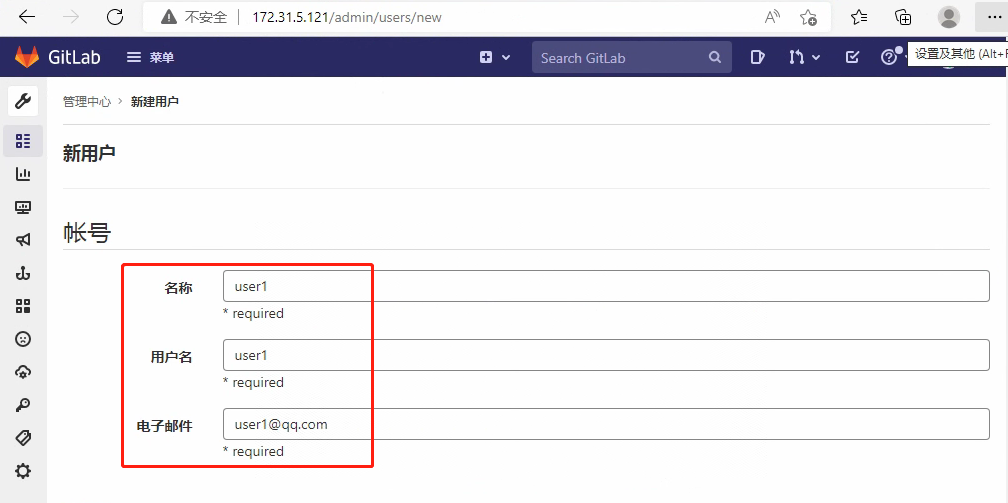 不安全 172.31.5.121/admin/users/new
GitLab 菜单 Search GitLab
设置及其他 (Alt+F
管理中心 › 新建用户
新用户
帐号
名称 user1
* required
用户名 user1
* required
电子邮件 user1@qq.com
* required